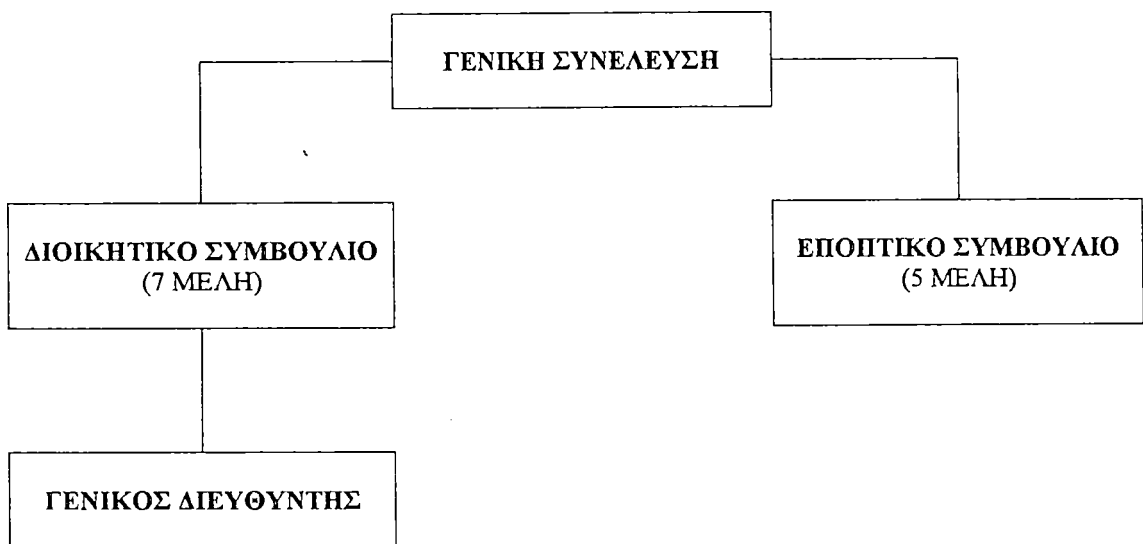 ΓΕΝΙΚΗ ΣΥΝΕΛΕΥΣΗ
ΔΙΟΙΚΗΤΙΚΟ ΣΥΜΒΟΥΛΙΟ
(7 ΜΕΛΗ)
ΕΠΟΠΤΙΚΟ ΣΥΜΒΟΥΛΙΟ
(5 ΜΕΛΗ)
ΓΕΝΙΚΟΣ ΔΙΕΥΘΥΝΤΗΣ